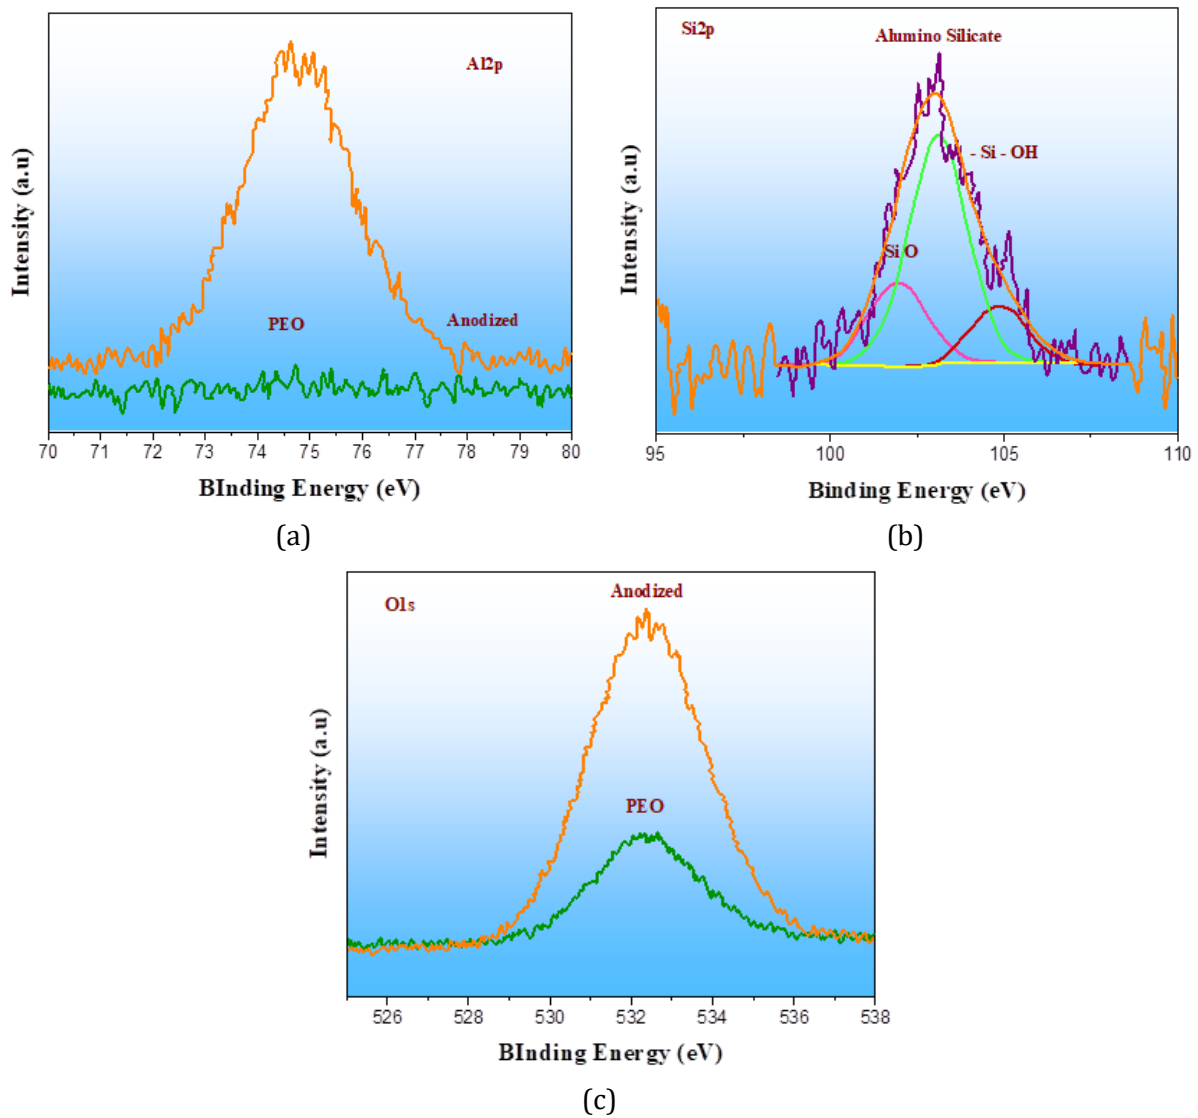 Al2p
Intensity (a.u)
PEO
Anodized
70 71 72 73 74 75 76 77 78 79 80
BInding Energy (eV)
(a)
Si2p
Alumino Silicate
- Si - OH
SiO
Intensity (a.u)
95 100 105 110
Binding Energy (eV)
(b)
O1s
Anodized
PEO
Intensity (a.u)
526 528 530 532 534 536 538
BInding Energy (eV)
(c)